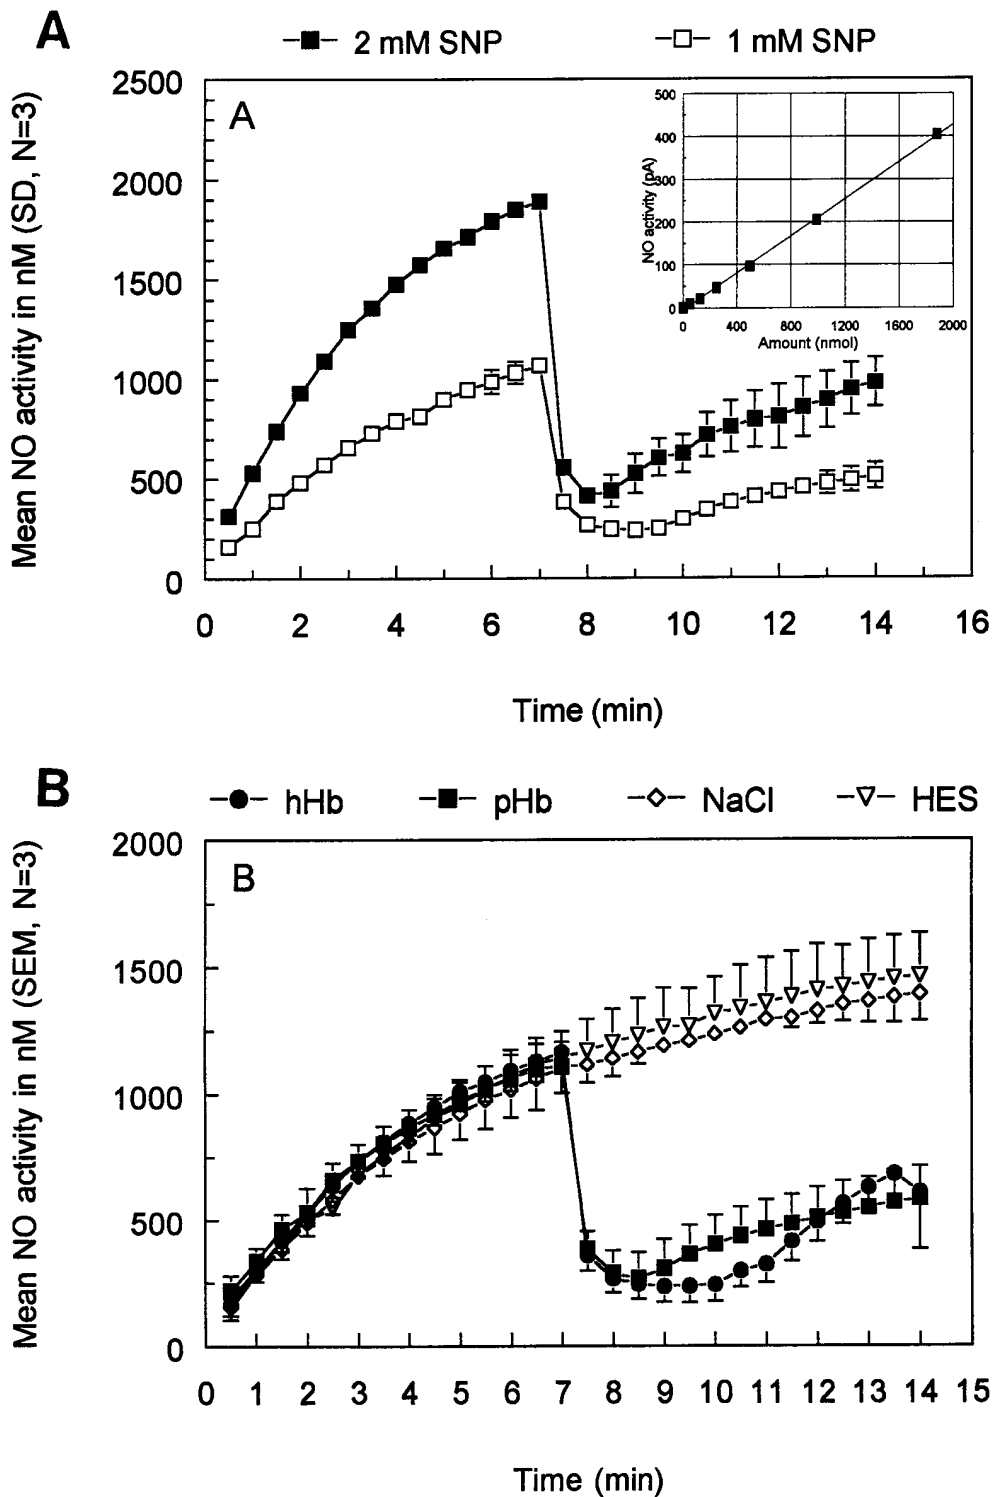 A
2 mM SNP 1 mM SNP
Mean NO activity in nM (SD, N=3)
2500
2000
1500
1000
500
0
A
NO activity (pA)
500
400
300
200
100
0
0 400 800 1200 1600 2000
Amount (nmol)
0 2 4 6 8 10 12 14 16
Time (min)
B
hHb pHb NaCl HES
Mean NO activity in nM (SEM, N=3)
2000
1500
1000
500
0
B
0 1 2 3 4 5 6 7 8 9 10 11 12 13 14 15
Time (min)